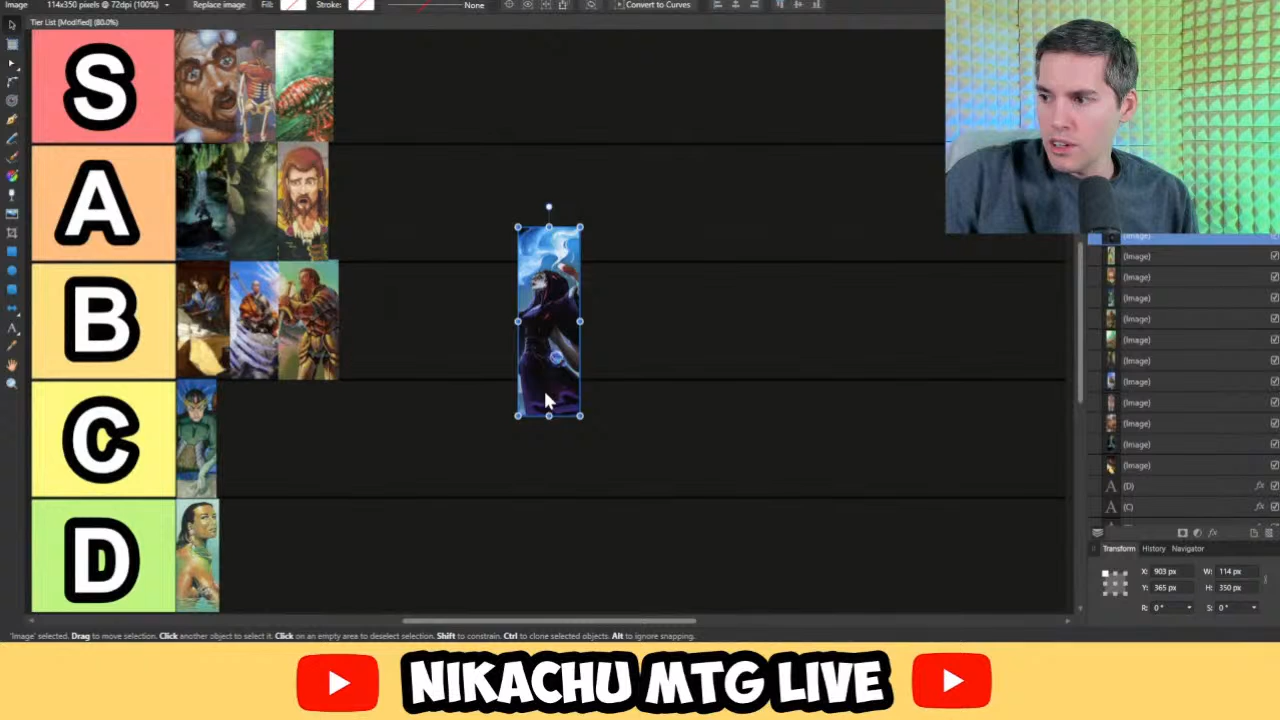 Image 114x350 pixels @ 72dpi (100%) Replace image Fill: Stroke: None Convert to Curves
Tier List [Modified] (80.0%)
S
A
B
C
D
(Image)
(Image)
(Image)
(Image)
(Image)
(Image)
(Image)
(Image)
(Image)
(Image)
(Image)
(Image)
A (D) fx
A (C) fx
fx
Transform History Navigator
X: 903 px W: 114 px
Y: 365 px H: 350 px
R: 0° S: 0°
'Image' selected. Drag to move selection. Click another object to select it. Click on an empty area to deselect selection. Shift to constrain. Ctrl to clone selected objects. Alt to ignore snapping.
NIKACHU MTG LIVE